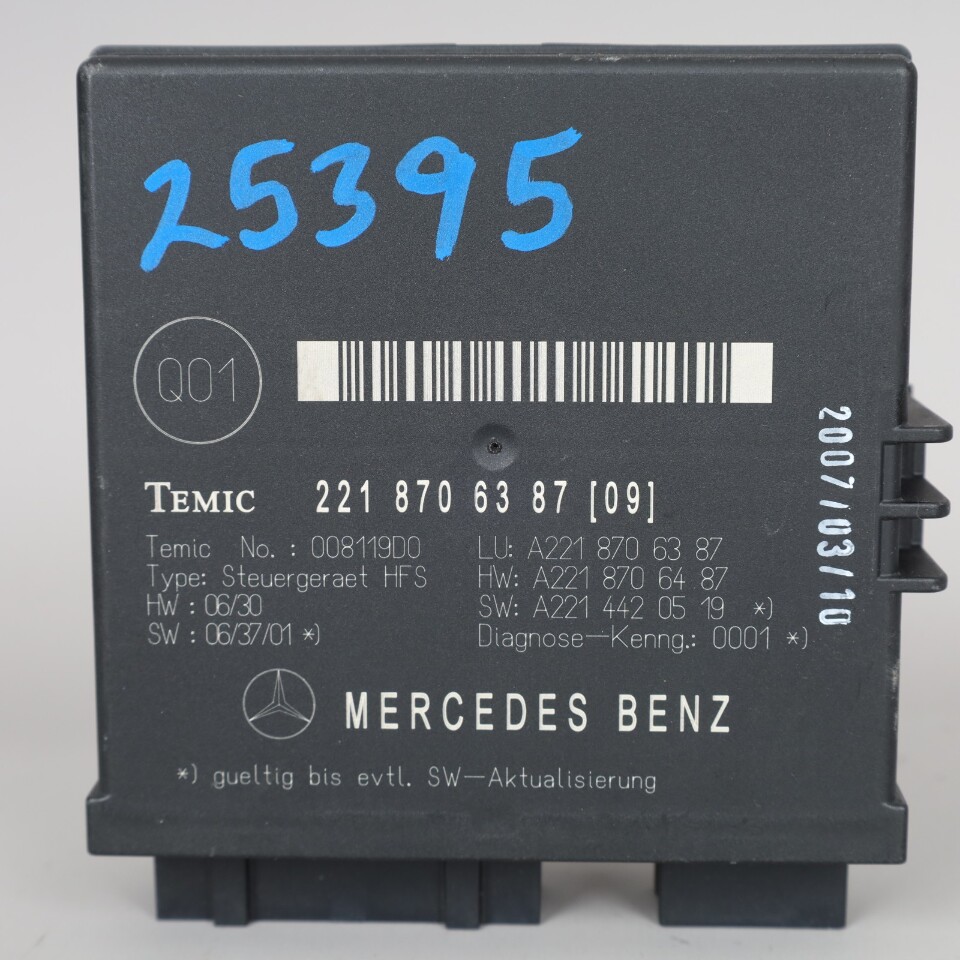 25395
Q01
TEMIC 221 870 63 87 [09]
Temic No.: 008119D0
Type: Steuergeraet HFS
HW : 06/30
SW : 06/37/01 *)
LU: A221 870 63 87
HW: A221 870 64 87
SW: A221 442 05 19 *)
Diagnose-Kenng.: 0001 *)
MERCEDES BENZ
*) gueltig bis evtl. SW-Aktualisierung
2007/03/10